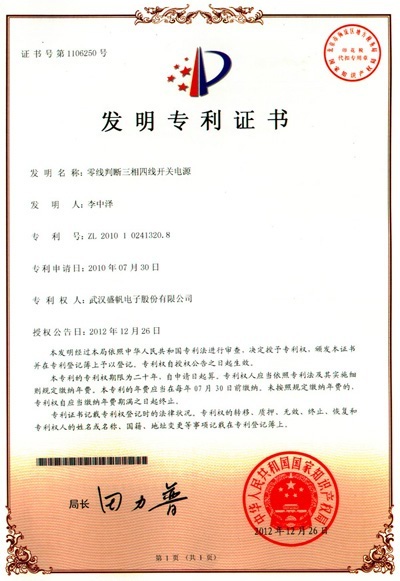 证书号第1106250号
印花税
代扣专用章
国家知识产权局
发明专利证书
发 明 名 称:零线判断三相四线开关电源
发 明 人:李中泽
专 利 号:ZL 2010 1 0241320.8
专利申请日:2010年07月30日
专 利 权 人:武汉盛帆电子股份有限公司
授权公告日:2012年12月26日
本发明经过本局依照中华人民共和国专利法进行审查,决定授予专利权,颁发本证书
并在专利登记簿上予以登记。专利权自授权公告之日起生效。
本专利的专利权期限为二十年,自申请日起算。专利权人应当依照专利法及其实施细
则规定缴纳年费。本专利的年费应当在每年07月30日前缴纳。未按照规定缴纳年费的,
专利权自应当缴纳年费期满之日起终止。
专利证书记载专利权登记时的法律状况。专利权的转移、质押、无效、终止、恢复和
专利权人的姓名或名称、国籍、地址变更等事项记载在专利登记簿上。
局长 田力普
中华人民共和国国家知识产权局
2012年12月26日
第1页(共1页)